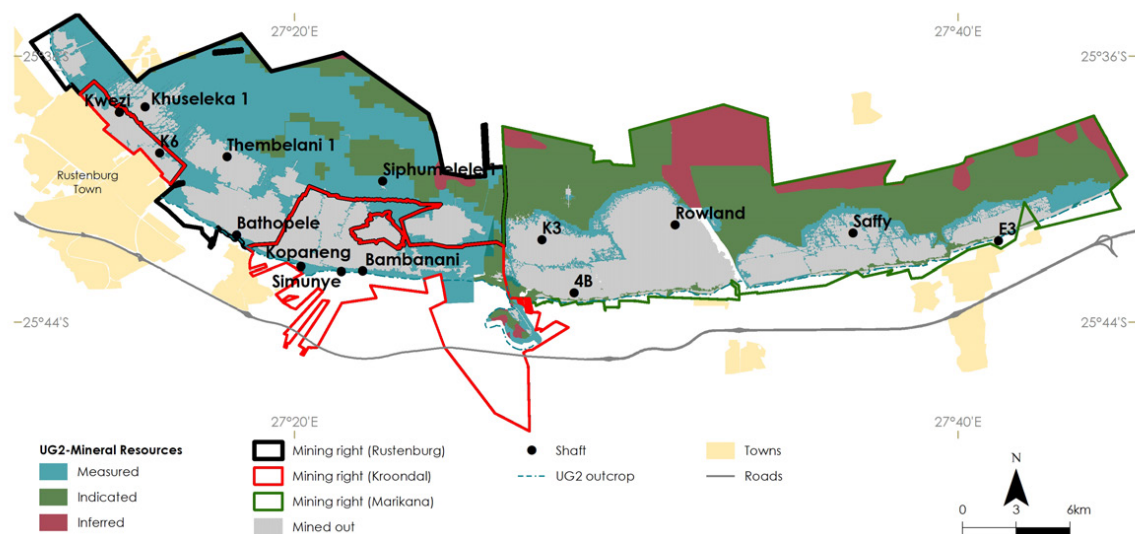 27°20'E
27°40'E
25°36'S
25°36'S
Kwezi
Khuseleka 1
K6
Thembelani 1
Siphumelele 1
Rustenburg
Town
Bathopele
K3
Rowland
Saffy
E3
Kopaneng
Bambanani
Simunye
4B
25°44'S
25°44'S
27°20'E
27°40'E
UG2-Mineral Resources
Measured
Indicated
Inferred
Mining right (Rustenburg)
Mining right (Kroondal)
Mining right (Marikana)
Mined out
Shaft
UG2 outcrop
Towns
Roads
N
0 3 6km